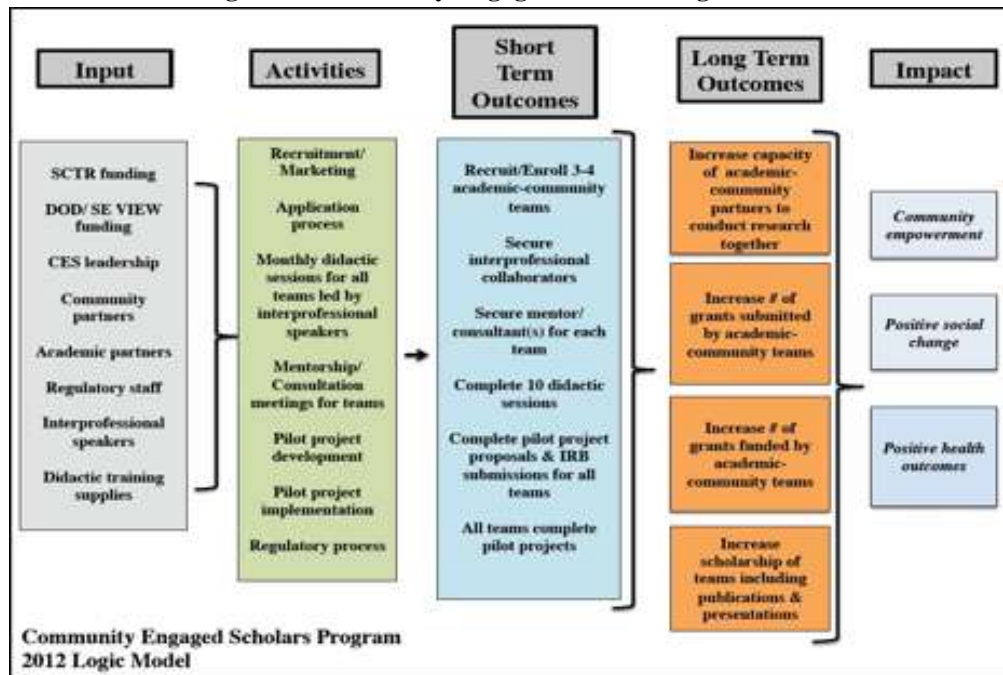 Input
SCTR funding
DOD/ SE VIEW
funding
CES leadership
Community
partners
Academic partners
Regulatory staff
Interprofessional
speakers
Didactic training
supplies
Activities
Recruitment/
Marketing
Application
process
Monthly didactic
sessions for all
teams led by
interprofessional
speakers
Mentorship/
Consultation
meetings for teams
Pilot project
development
Pilot project
implementation
Regulatory process
Short
Term
Outcomes
Recruit/Enroll 3-4
academic-community
teams
Secure
interprofessional
collaborators
Secure mentor/
consultant(s) for each
team
Complete 10 didactic
sessions
Complete pilot project
proposals & IRB
submissions for all
teams
All teams complete
pilot projects
Long Term
Outcomes
Increase capacity
of academic-
community
partners to
conduct research
together
Increase # of
grants submitted
by academic-
community teams
Increase # of
grants funded by
academic-
community teams
Increase
scholarship of
teams including
publications &
presentations
Impact
Community
empowerment
Positive social
change
Positive health
outcomes
Community Engaged Scholars Program
2012 Logic Model